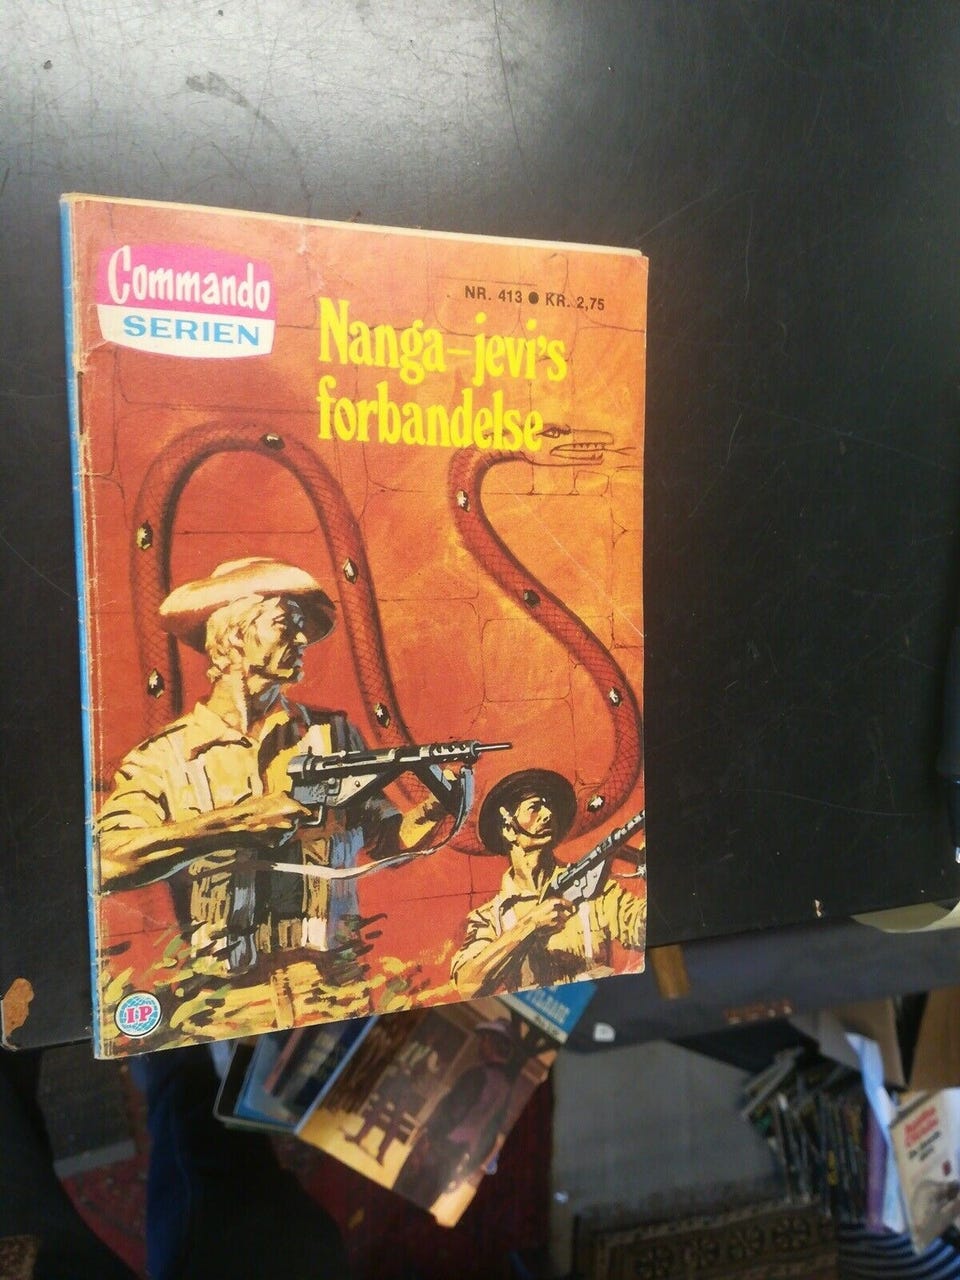 Commando
SERIEN
NR. 413 ● KR. 2,75
Nanga-jevi's
forbandelse
I·P